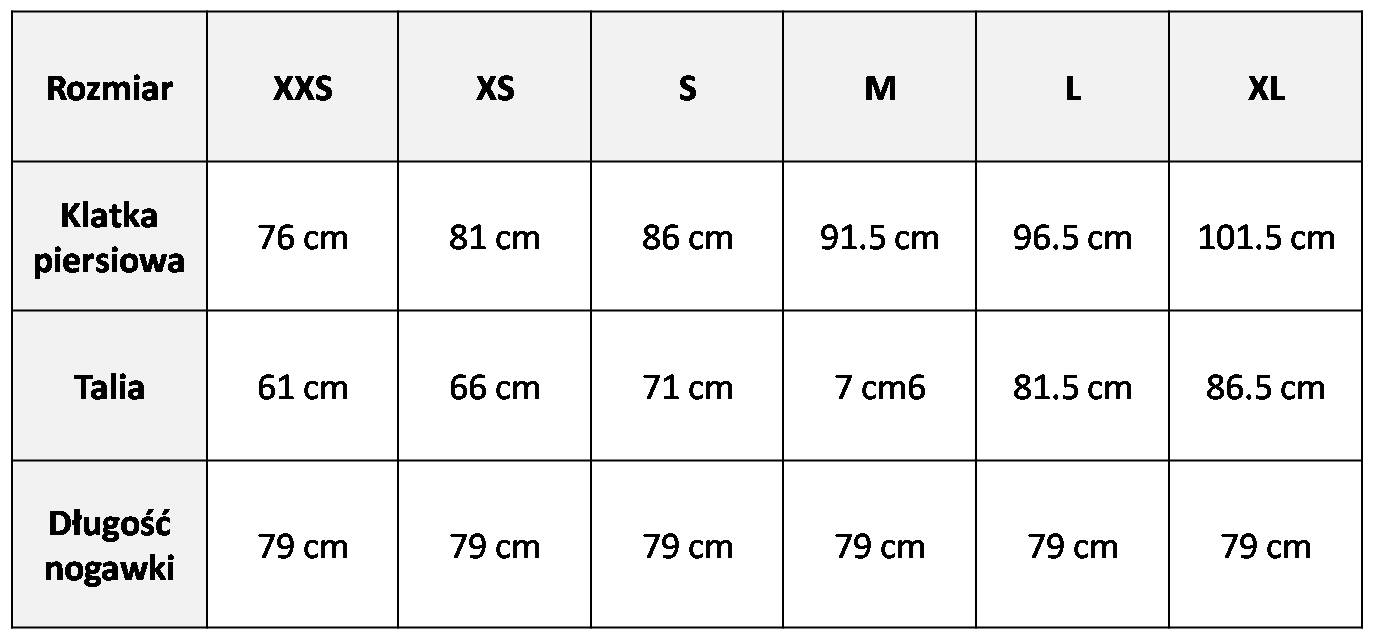 Rozmiar XXS XS S M L XL
Klatka
piersiowa 76 cm 81 cm 86 cm 91.5 cm 96.5 cm 101.5 cm
Talia 61 cm 66 cm 71 cm 7 cm6 81.5 cm 86.5 cm
Długość
nogawki 79 cm 79 cm 79 cm 79 cm 79 cm 79 cm